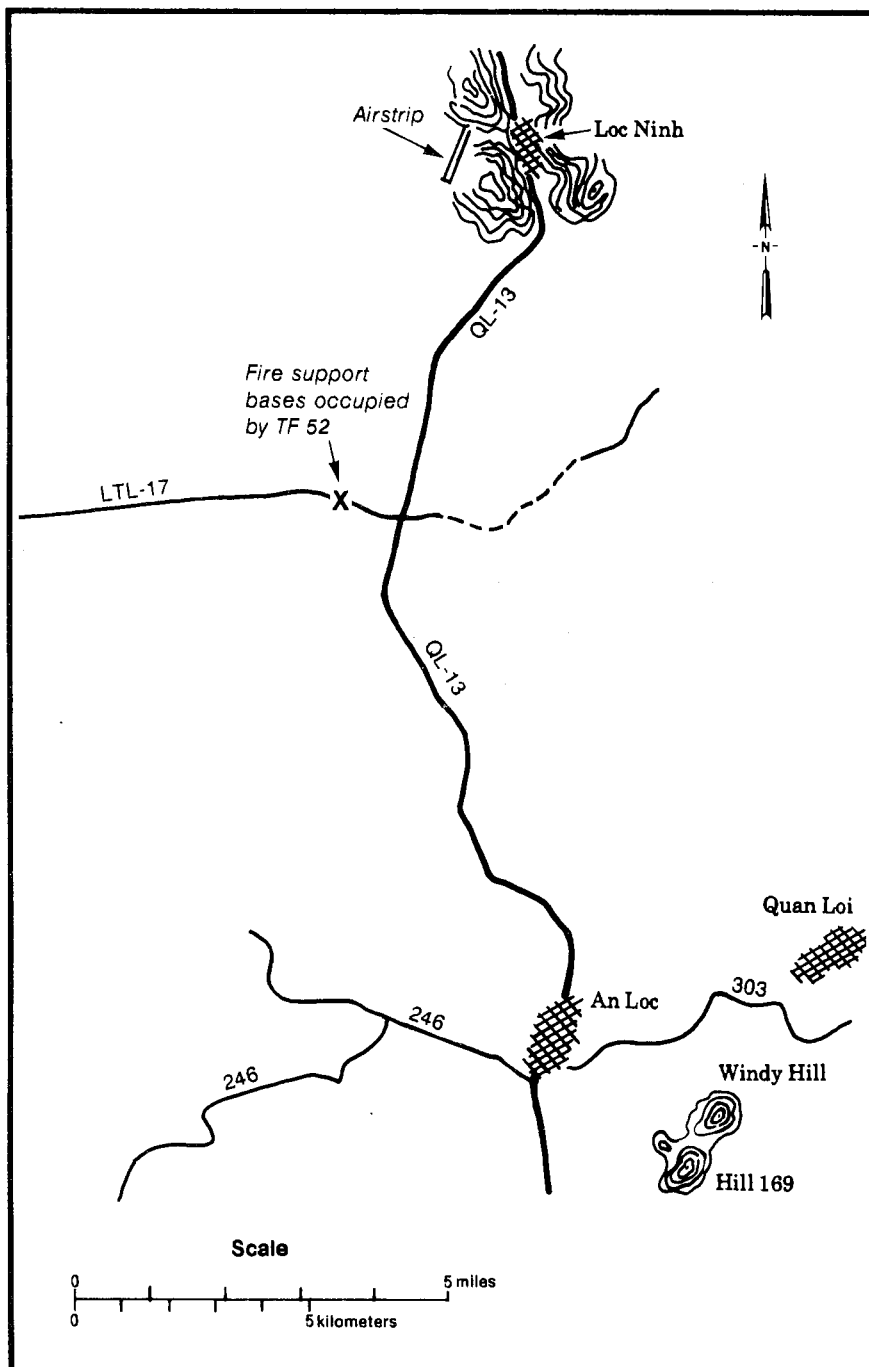 Airstrip
Loc Ninh
-N-
QL-13
Fire support
bases occupied
by TF 52
LTL-17
X
QL-13
Quan Loi
An Loc
303
246
246
Windy Hill
Hill 169
Scale
0
5 miles
0
5 kilometers